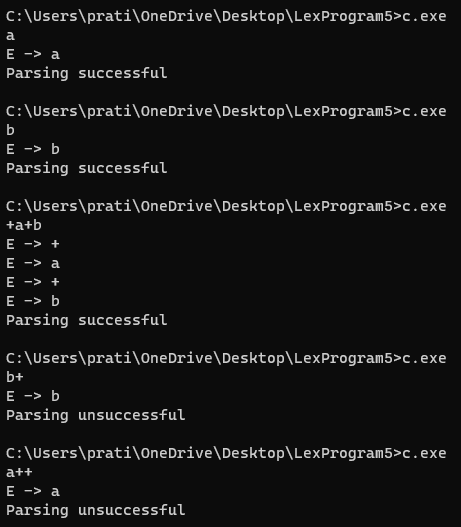 C:\Users\prati\OneDrive\Desktop\LexProgram5>c.exe
a
E -> a
Parsing successful
C:\Users\prati\OneDrive\Desktop\LexProgram5>c.exe
b
E -> b
Parsing successful
C:\Users\prati\OneDrive\Desktop\LexProgram5>c.exe
+a+b
E -> +
E -> a
E -> +
E -> b
Parsing successful
C:\Users\prati\OneDrive\Desktop\LexProgram5>c.exe
b+
E -> b
Parsing unsuccessful
C:\Users\prati\OneDrive\Desktop\LexProgram5>c.exe
a++
E -> a
Parsing unsuccessful